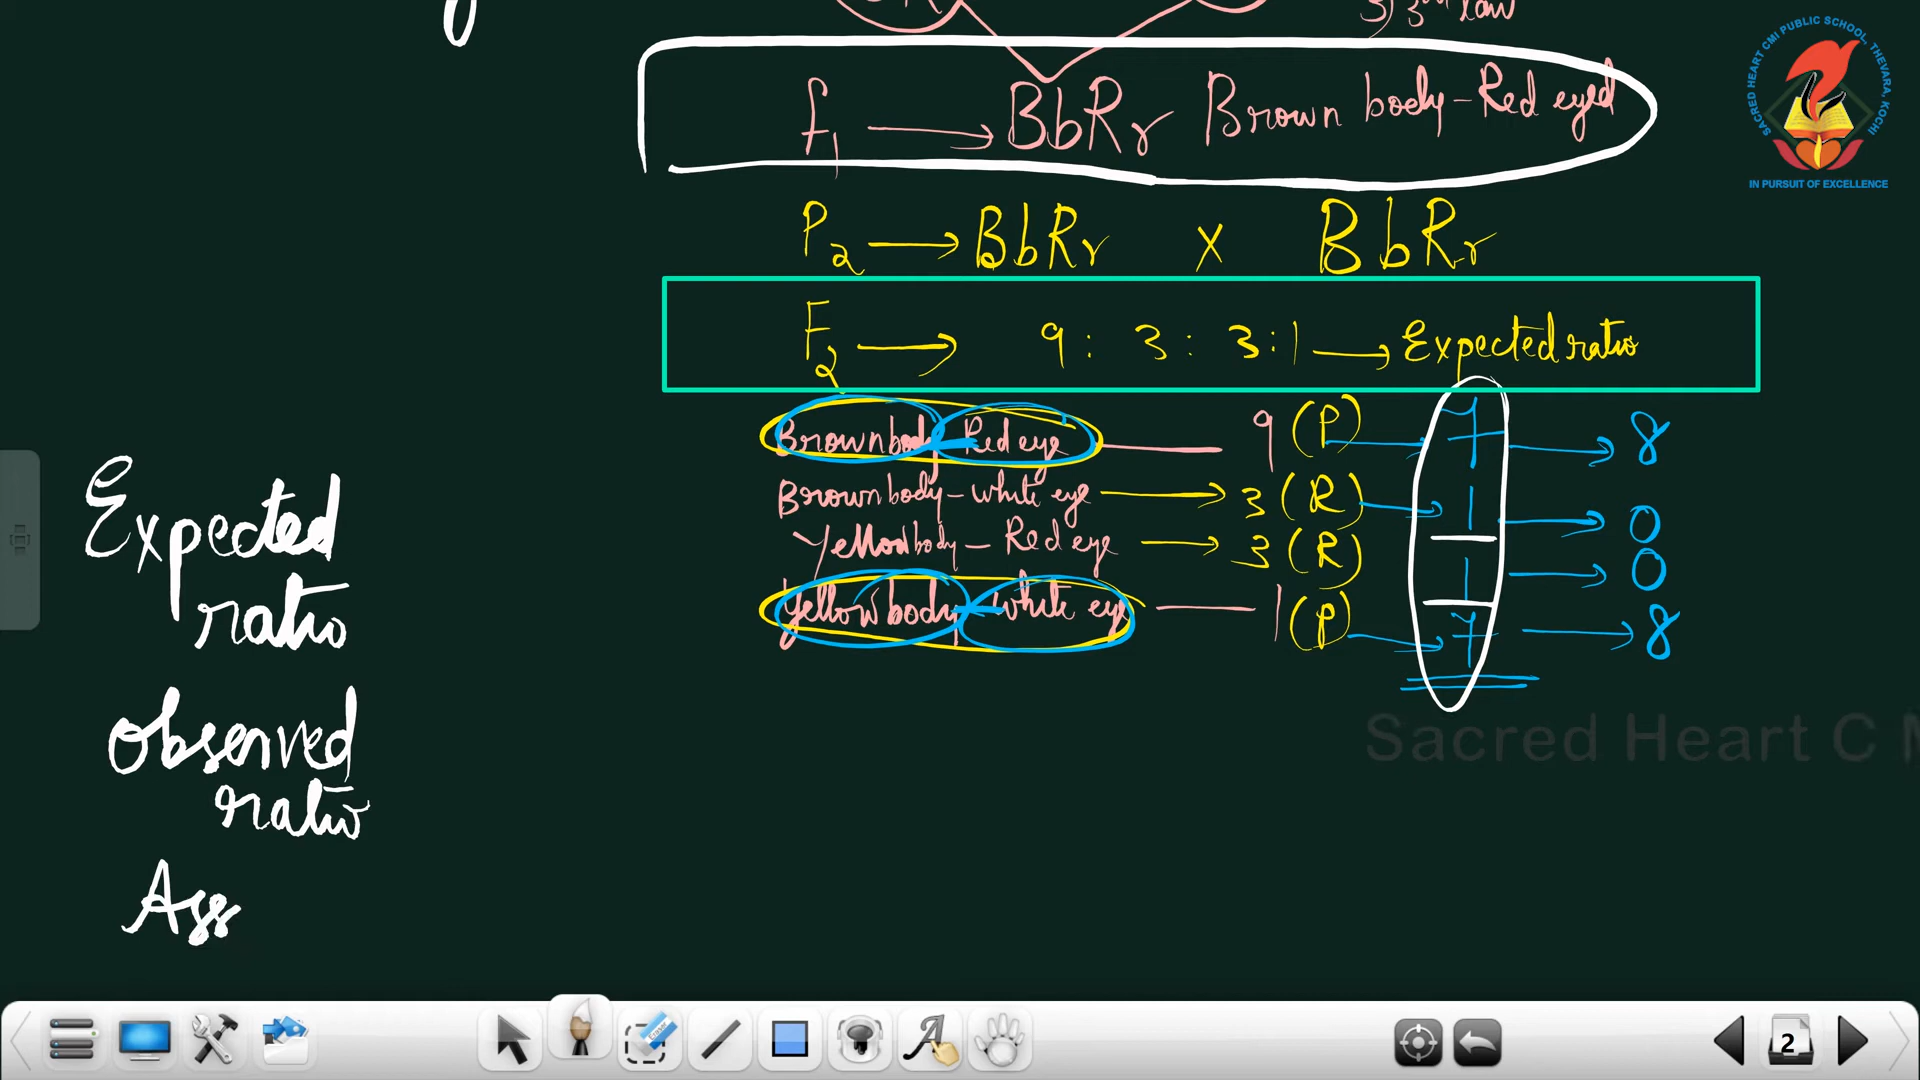 3) 3rd law
f1 → BbRr Brown body - Red eyed
P2 → BbRr x BbRr
F2 → 9 : 3 : 3 : 1 → Expected ratio
Brown body - Red eye — 9 (P) → 7 → 8
Brown body - white eye → 3 (R) → 1 → 0
Yellow body - Red eye → 3 (R) 1 → 0
Yellow body - white eye — 1 (P) → 7 → 8
Expected
ratio
Observed
ratio
Ass
SACRED HEART CMI PUBLIC SCHOOL, THEVARA, KOCHI
IN PURSUIT OF EXCELLENCE
Sacred Heart C M
2